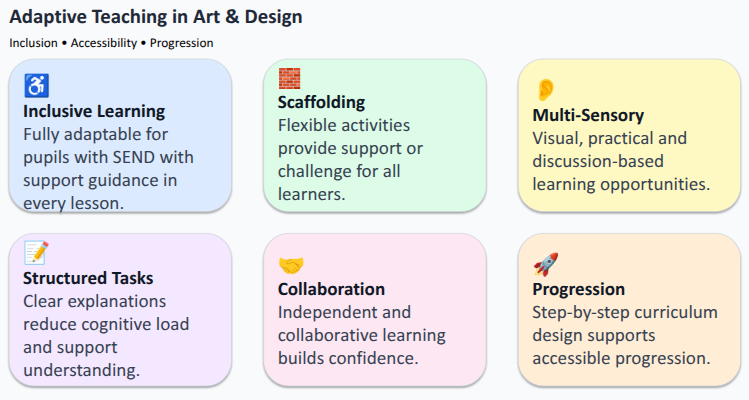 Adaptive Teaching in Art & Design
Inclusion • Accessibility • Progression
Inclusive Learning
Fully adaptable for
pupils with SEND with
support guidance in
every lesson.
Scaffolding
Flexible activities
provide support or
challenge for all
learners.
Multi-Sensory
Visual, practical and
discussion-based
learning opportunities.
Structured Tasks
Clear explanations
reduce cognitive load
and support
understanding.
Collaboration
Independent and
collaborative learning
builds confidence.
Progression
Step-by-step curriculum
design supports
accessible progression.